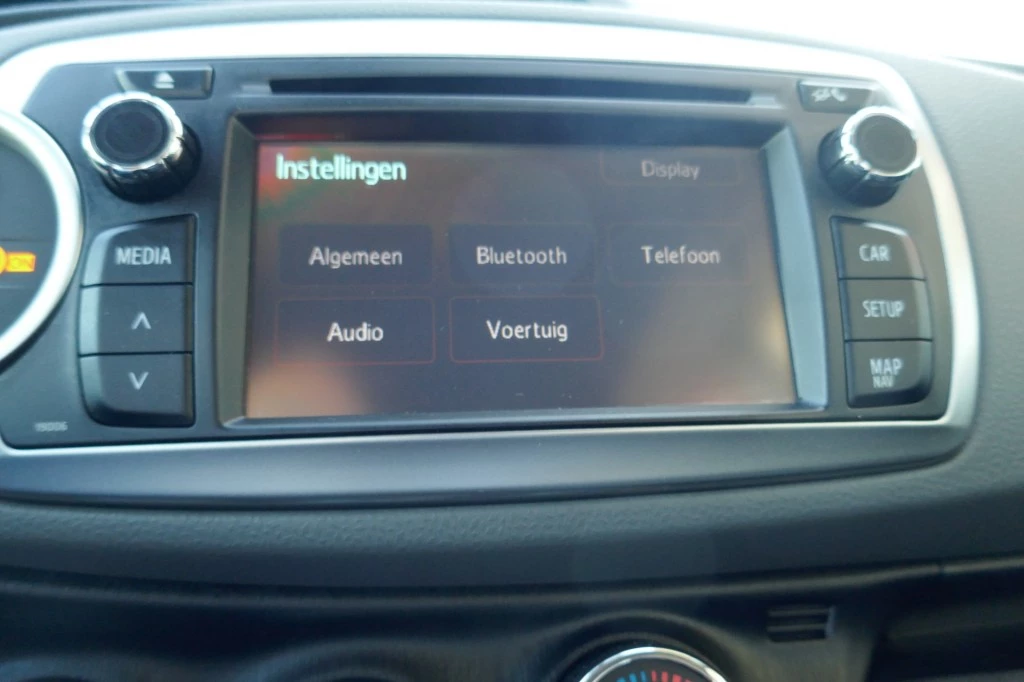 Instellingen
Display
MEDIA
Algemeen
Bluetooth
Telefoon
CAR
Audio
Voertuig
SETUP
MAP
NAV